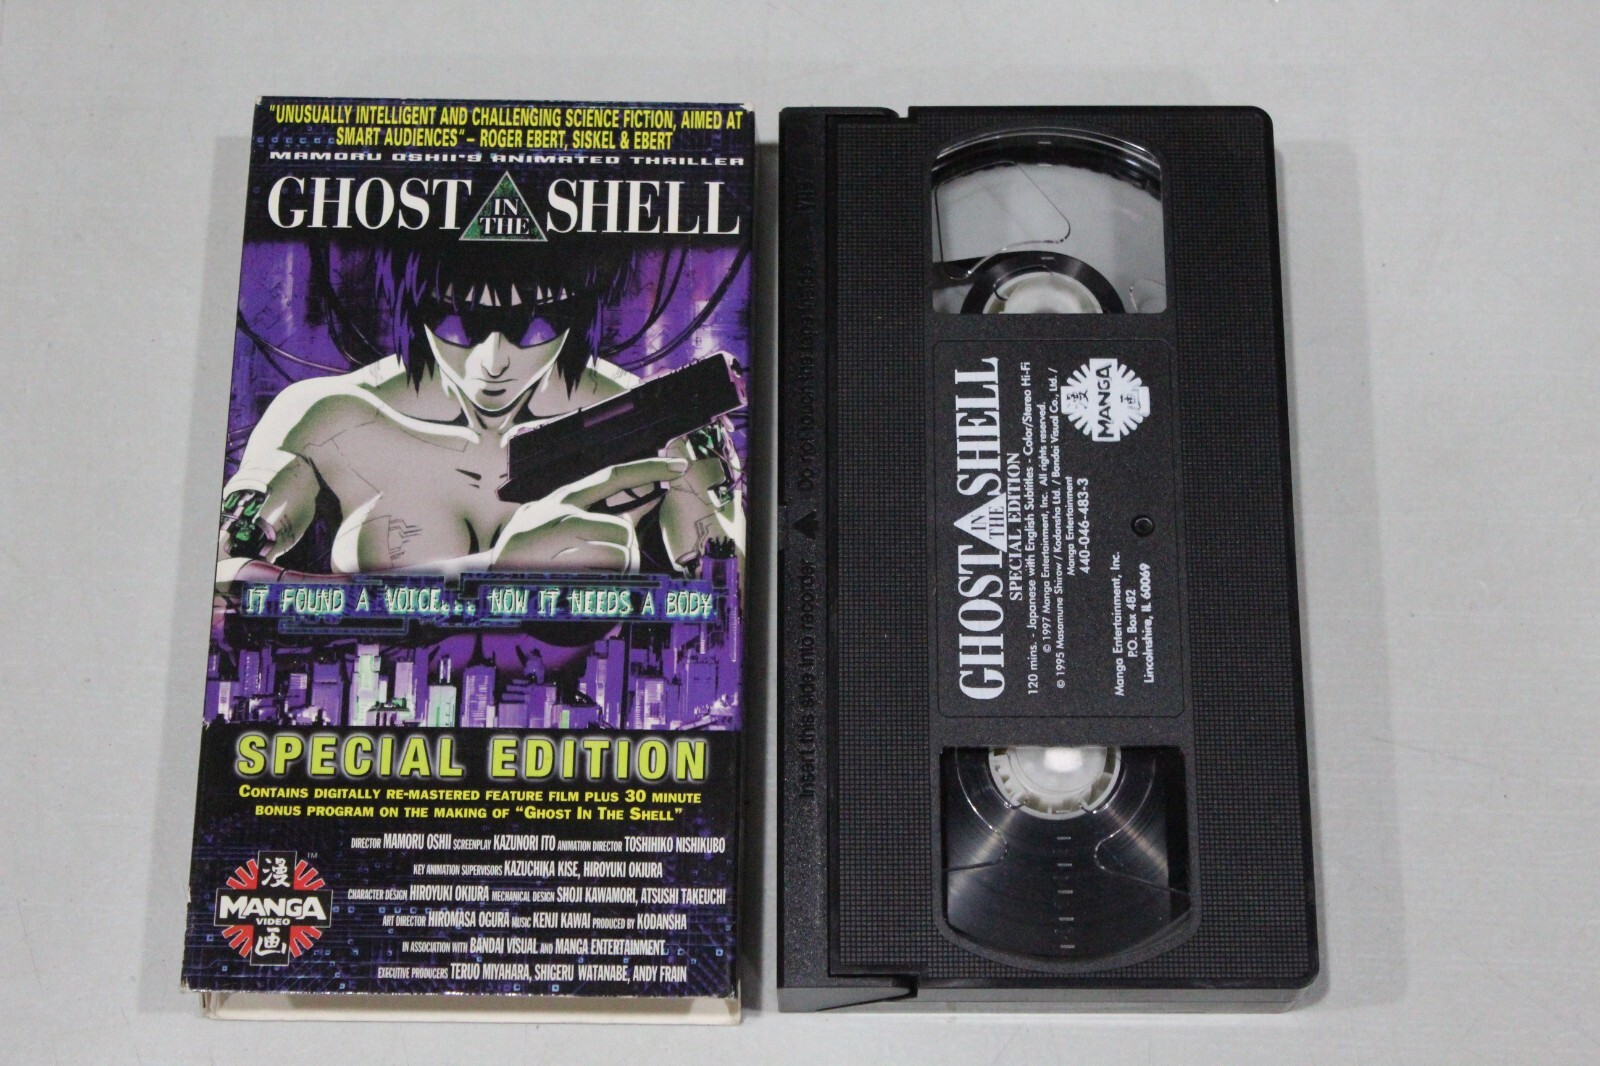 "UNUSUALLY INTELLIGENT AND CHALLENGING SCIENCE FICTION, AIMED AT
SMART AUDIENCES" – ROGER EBERT, SISKEL & EBERT
MAMORU OSHII'S ANIMATED THRILLER
GHOST IN THE SHELL
IT FOUND A VOICE... NOW IT NEEDS A BODY.
SPECIAL EDITION
CONTAINS DIGITALLY RE-MASTERED FEATURE FILM PLUS 30 MINUTE
BONUS PROGRAM ON THE MAKING OF "GHOST IN THE SHELL"
DIRECTOR MAMORU OSHII SCREENPLAY KAZUNORI ITO ANIMATION DIRECTOR TOSHIHIKO NISHIKUBO
KEY ANIMATION SUPERVISORS KAZUCHIKA KISE, HIROYUKI OKIURA
CHARACTER DESIGN HIROYUKI OKIURA MECHANICAL DESIGN SHOJI KAWAMORI, ATSUSHI TAKEUCHI
ART DIRECTOR HIROMASA OGURA MUSIC KENJI KAWAI PRODUCED BY KODANSHA
IN ASSOCIATION WITH BANDAI VISUAL AND MANGA ENTERTAINMENT
EXECUTIVE PRODUCERS TERUO MIYAHARA, SHIGERU WATANABE, ANDY FRAIN
漫
TM
MANGA
VIDEO
画
Insert this side into recorder ▲ Do not touch the tape inside VHS
GHOST IN THE SHELL
SPECIAL EDITION
120 mins. - Japanese with English Subtitles - Color/Stereo Hi-Fi
© 1997 Manga Entertainment, Inc. All rights reserved.
© 1995 Masamune Shirow / Kodansha Ltd. / Bandai Visual Co., Ltd. /
Manga Entertainment
440-046-483-3
Manga Entertainment, Inc.
P.O. Box 482
Lincolnshire, IL 60069
漫
MANGA
画